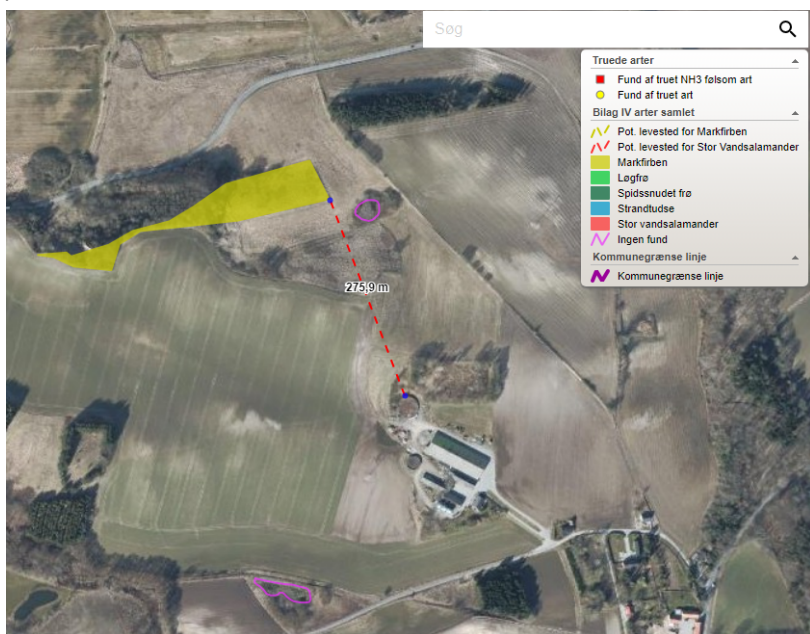 Søg
Truede arter
Fund af truet NH3 følsom art
Fund af truet art
Bilag IV arter samlet
Pot. levested for Markfirben
Pot. levested for Stor Vandsalamander
Markfirben
Løgfrø
Spidssnudet frø
Strandtudse
Stor vandsalamander
Ingen fund
Kommunegrænse linje
Kommunegrænse linje
275,9 m